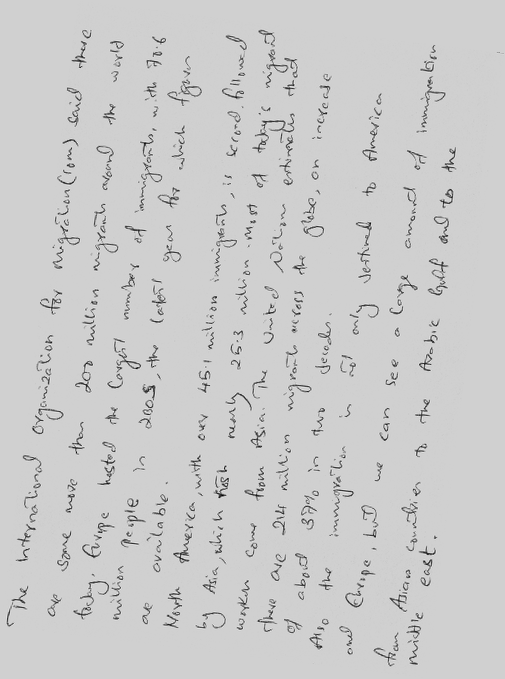 The International Organization for migration (IOM) said there
are some more than 200 million migrants around the world
today, Europe hosted the largest number of immigrants, with 70.6
million people in 2005, the latest year for which figures
are available.
North America, with over 45.1 million immigrants, is second. followed
by Asia, which hosts nearly 25.3 million. Most of today's migrant
workers come from Asia. The United Nations estimates that
there are 214 million migrants across the globe, an increase
of about 37% in two decades.
Also the immigration is not only destined to America
and Europe, but we can see a large amount of immigration
from Asian countries to the Arabic Gulf and to the
middle east.